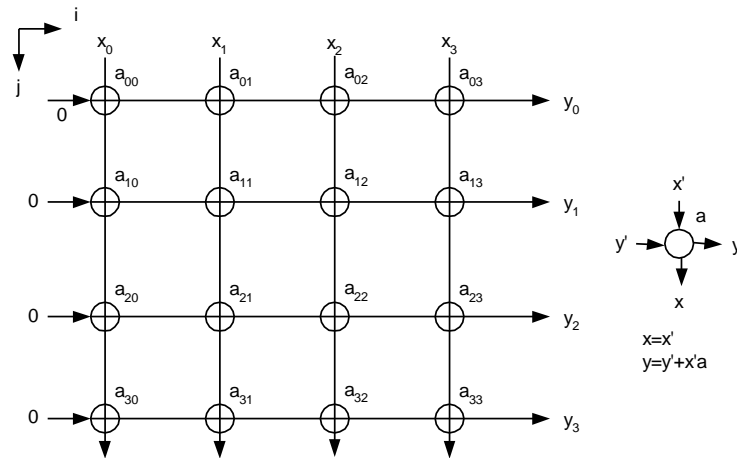 i
j
x₀ x₁ x₂ x₃
a₀₀ a₀₁ a₀₂ a₀₃
0 y₀
a₁₀ a₁₁ a₁₂ a₁₃
0 y₁
x'
a
y' y
x
a₂₀ a₂₁ a₂₂ a₂₃
0 y₂
x=x'
y=y'+x'a
a₃₀ a₃₁ a₃₂ a₃₃
0 y₃